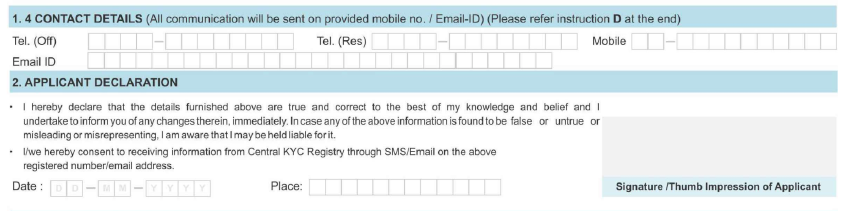 1. 4 CONTACT DETAILS (All communication will be sent on provided mobile no. / Email-ID) (Please refer instruction D at the end)
Tel. (Off) – Tel. (Res) – Mobile –
Email ID
2. APPLICANT DECLARATION
• I hereby declare that the details furnished above are true and correct to the best of my knowledge and belief and I
undertake to inform you of any changes therein, immediately. In case any of the above information is found to be false or untrue or
misleading or misrepresenting, I am aware that I may be held liable for it.
• I/we hereby consent to receiving information from Central KYC Registry through SMS/Email on the above
registered number/email address.
Date : D D – M M – Y Y Y Y Place:
Signature /Thumb Impression of Applicant